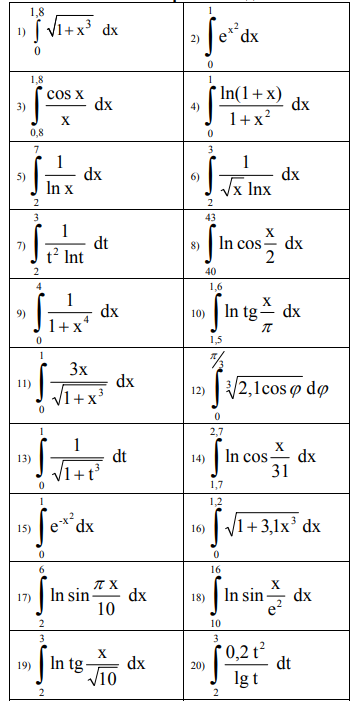 1) ∫₀^{1,8} √(1+x³) dx
2) ∫₀^{1} e^{x²} dx
3) ∫_{0,8}^{1,8} (cos x)/x dx
4) ∫₀^{1} ln(1+x)/(1+x²) dx
5) ∫₂^{7} 1/(ln x) dx
6) ∫₂^{3} 1/(√x lnx) dx
7) ∫₂^{3} 1/(t² lnt) dt
8) ∫_{40}^{43} ln cos x/2 dx
9) ∫₀^{4} 1/(1+x⁴) dx
10) ∫_{1,5}^{1,6} ln tg x/π dx
11) ∫₀^{1} 3x/√(1+x³) dx
12) ∫₀^{π/3} ∛(2,1cos φ) dφ
13) ∫₀^{1} 1/√(1+t³) dt
14) ∫_{1,7}^{2,7} ln cos x/31 dx
15) ∫₀^{1} e^{-x²} dx
16) ∫₀^{1,2} √(1+3,1x³) dx
17) ∫₂^{6} ln sin (π x)/10 dx
18) ∫_{10}^{16} ln sin x/e² dx
19) ∫₂^{3} ln tg x/√10 dx
20) ∫₂^{3} (0,2 t²)/(lg t) dt